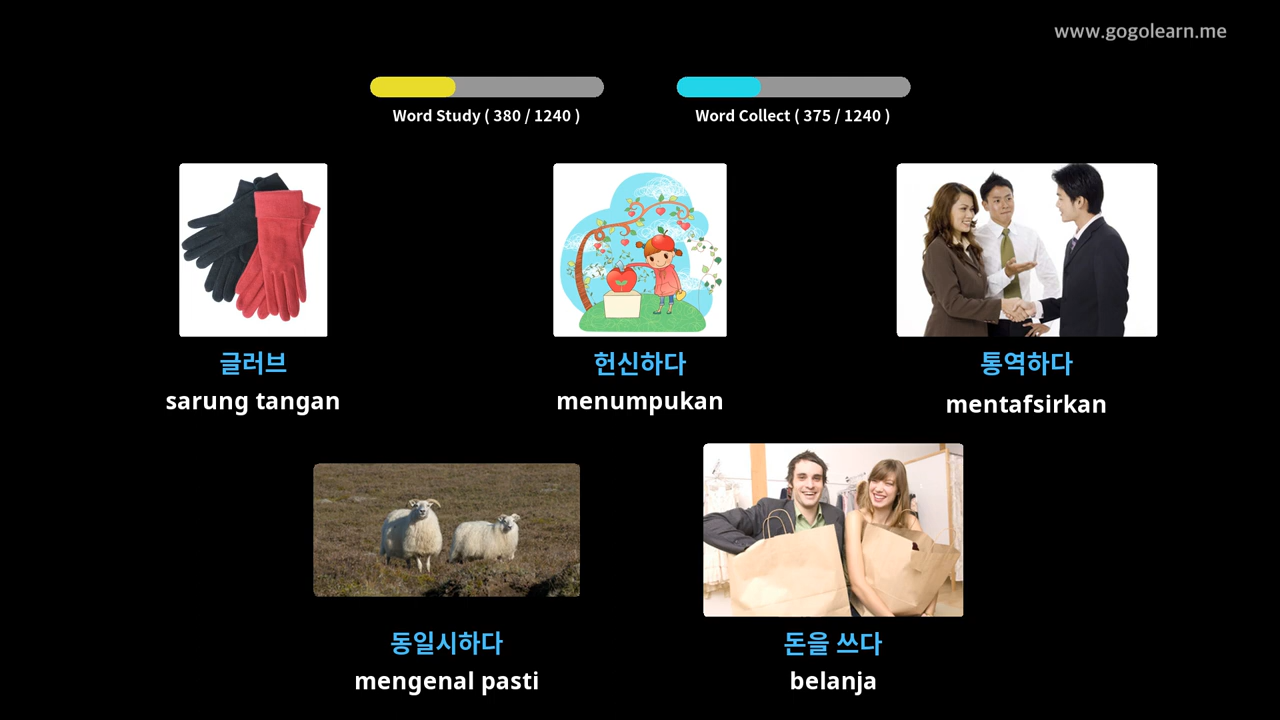 www.gogolearn.me
Word Study ( 380 / 1240 )
Word Collect ( 375 / 1240 )
글러브
sarung tangan
헌신하다
menumpukan
통역하다
mentafsirkan
동일시하다
mengenal pasti
돈을 쓰다
belanja